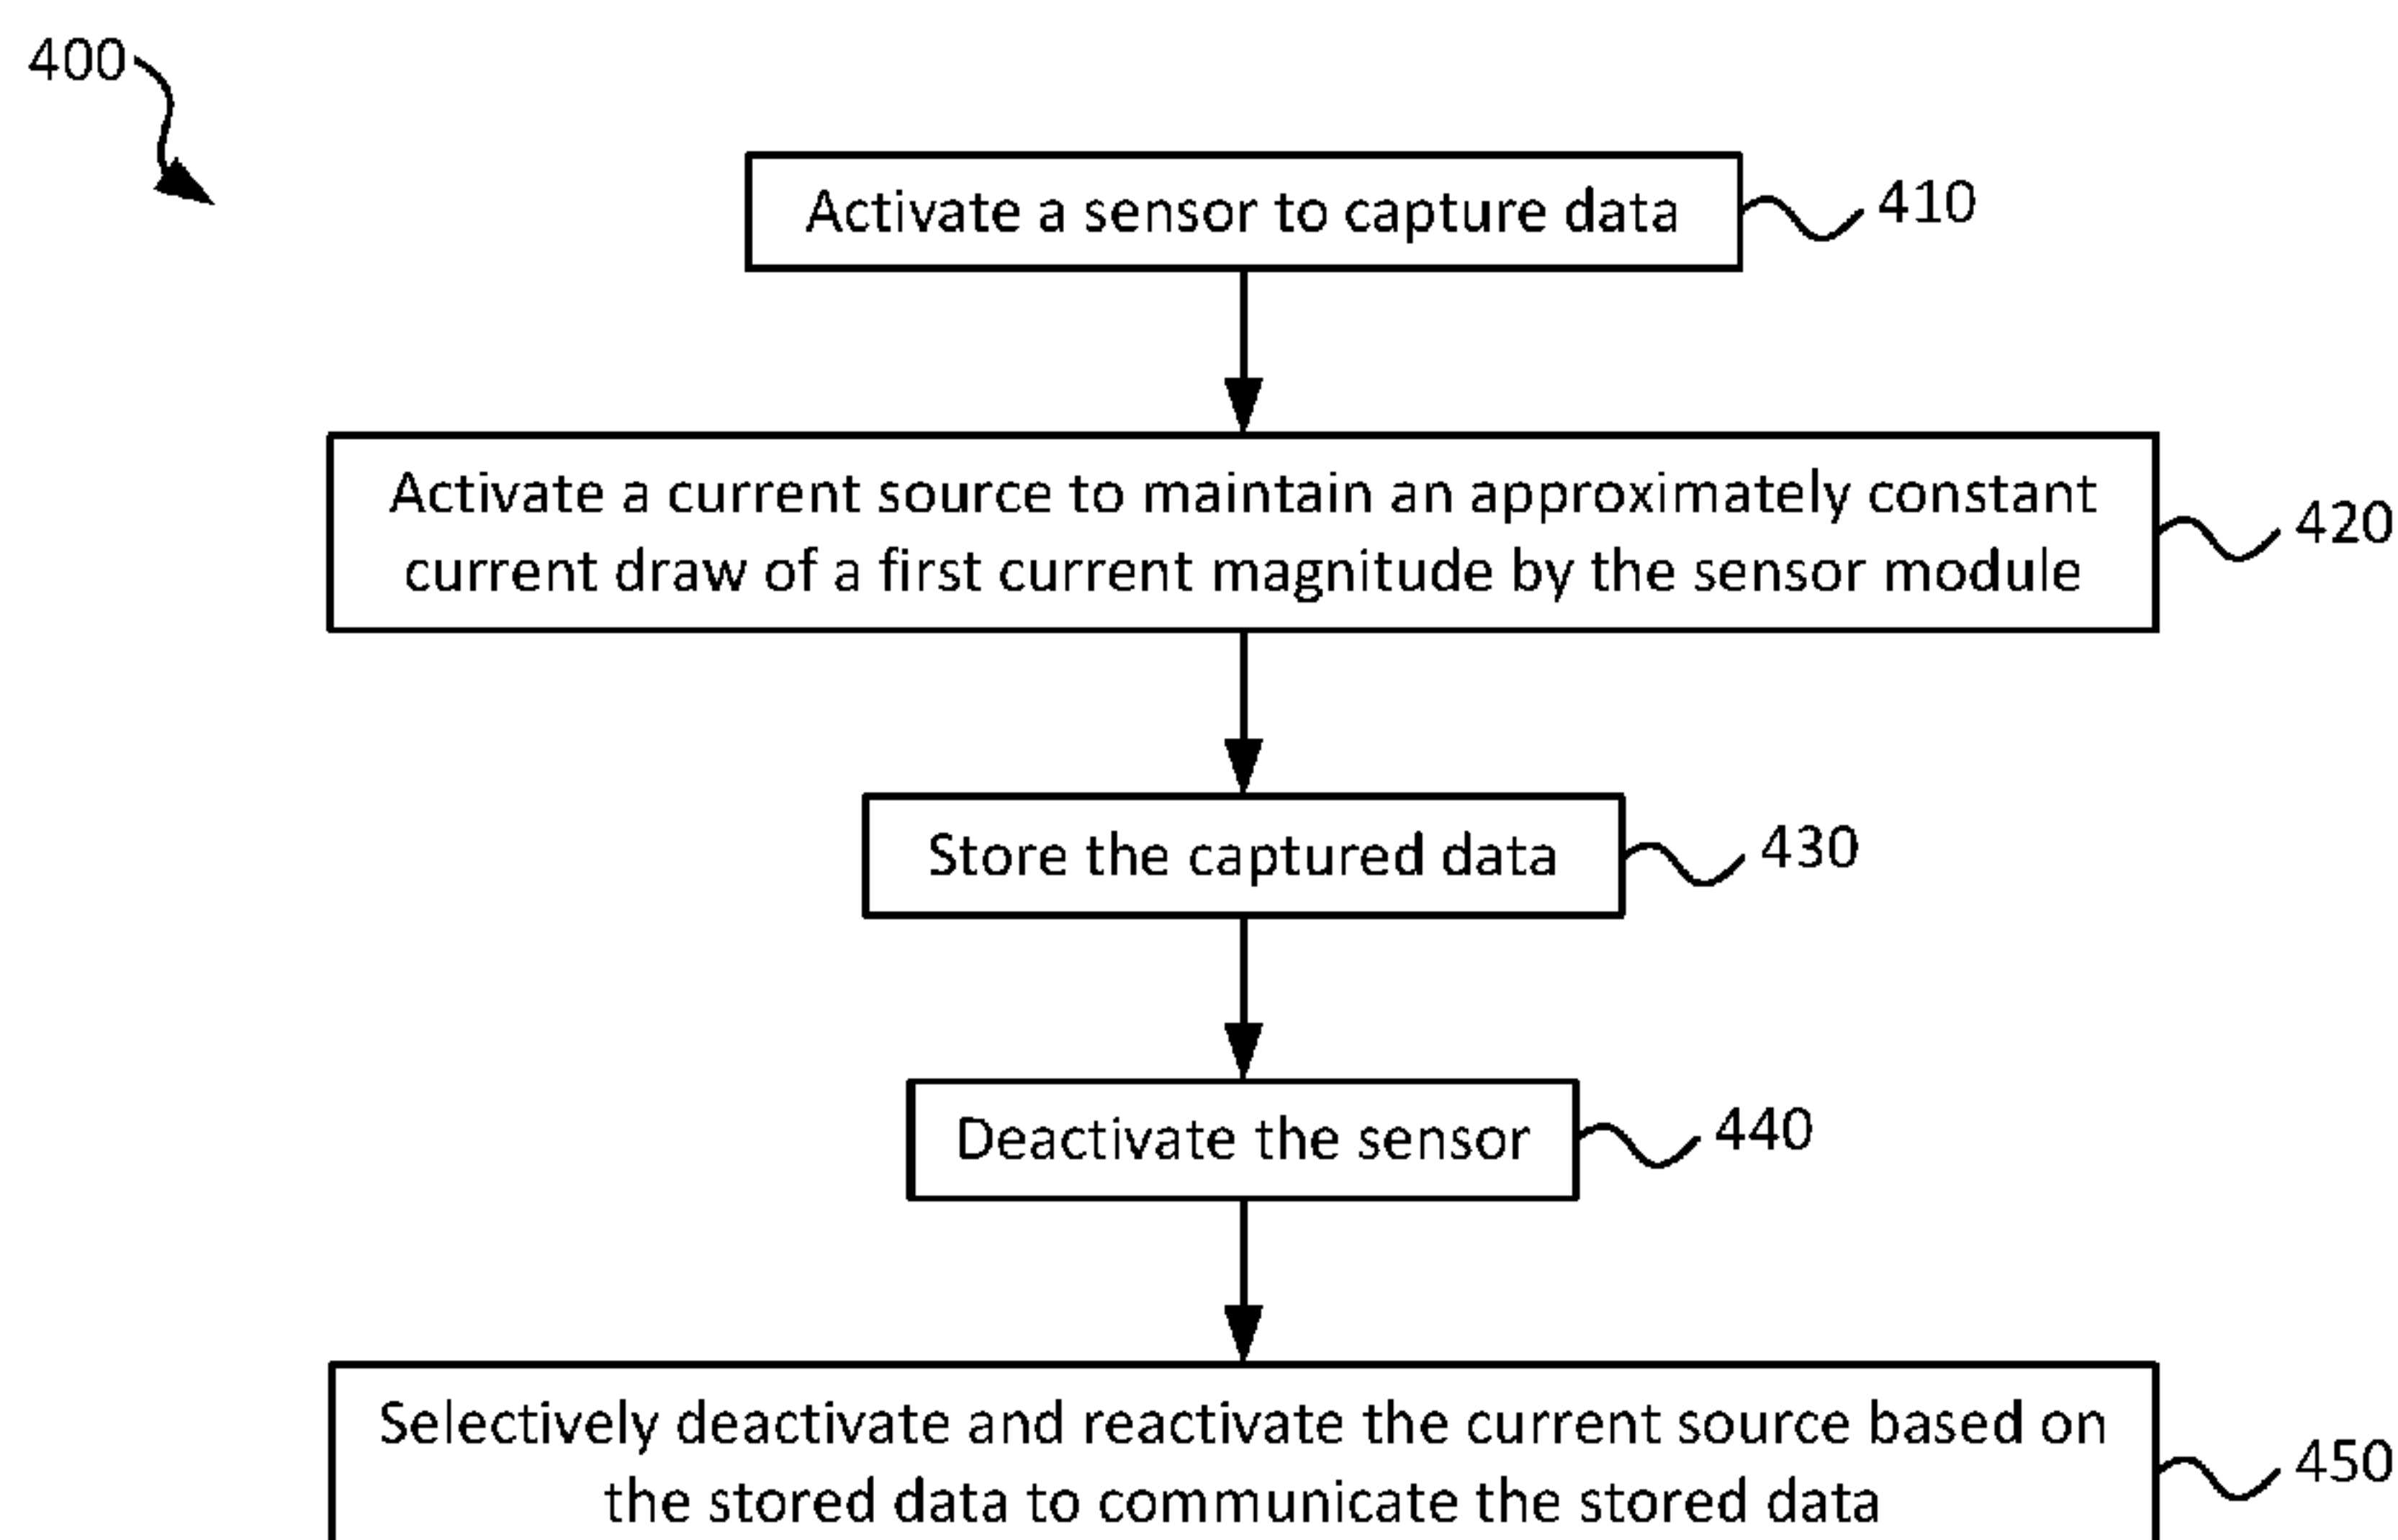 400
Activate a sensor to capture data
410
Activate a current source to maintain an approximately constant
current draw of a first current magnitude by the sensor module
420
Store the captured data
430
Deactivate the sensor
440
Selectively deactivate and reactivate the current source based on
the stored data to communicate the stored data
450